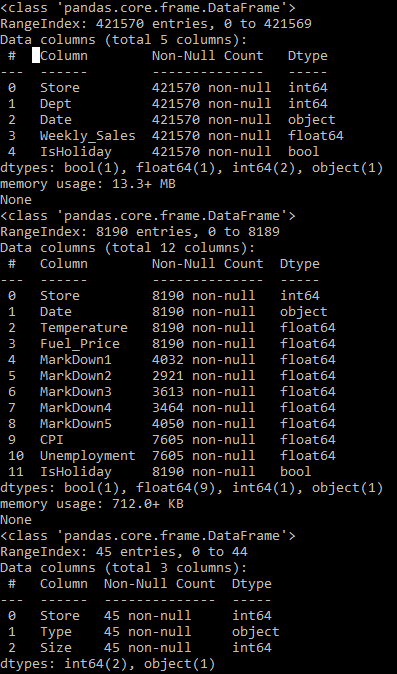 <class 'pandas.core.frame.DataFrame'>
RangeIndex: 421570 entries, 0 to 421569
Data columns (total 5 columns):
 #   Column        Non-Null Count   Dtype
---  ------        --------------   -----
 0   Store         421570 non-null  int64
 1   Dept          421570 non-null  int64
 2   Date          421570 non-null  object
 3   Weekly_Sales  421570 non-null  float64
 4   IsHoliday     421570 non-null  bool
dtypes: bool(1), float64(1), int64(2), object(1)
memory usage: 13.3+ MB
None
<class 'pandas.core.frame.DataFrame'>
RangeIndex: 8190 entries, 0 to 8189
Data columns (total 12 columns):
 #   Column        Non-Null Count  Dtype
---  ------        --------------  -----
 0   Store         8190 non-null   int64
 1   Date          8190 non-null   object
 2   Temperature   8190 non-null   float64
 3   Fuel_Price    8190 non-null   float64
 4   MarkDown1     4032 non-null   float64
 5   MarkDown2     2921 non-null   float64
 6   MarkDown3     3613 non-null   float64
 7   MarkDown4     3464 non-null   float64
 8   MarkDown5     4050 non-null   float64
 9   CPI           7605 non-null   float64
 10  Unemployment  7605 non-null   float64
 11  IsHoliday     8190 non-null   bool
dtypes: bool(1), float64(9), int64(1), object(1)
memory usage: 712.0+ KB
None
<class 'pandas.core.frame.DataFrame'>
RangeIndex: 45 entries, 0 to 44
Data columns (total 3 columns):
 #   Column  Non-Null Count  Dtype
---  ------  --------------  -----
 0   Store   45 non-null     int64
 1   Type    45 non-null     object
 2   Size    45 non-null     int64
dtypes: int64(2), object(1)